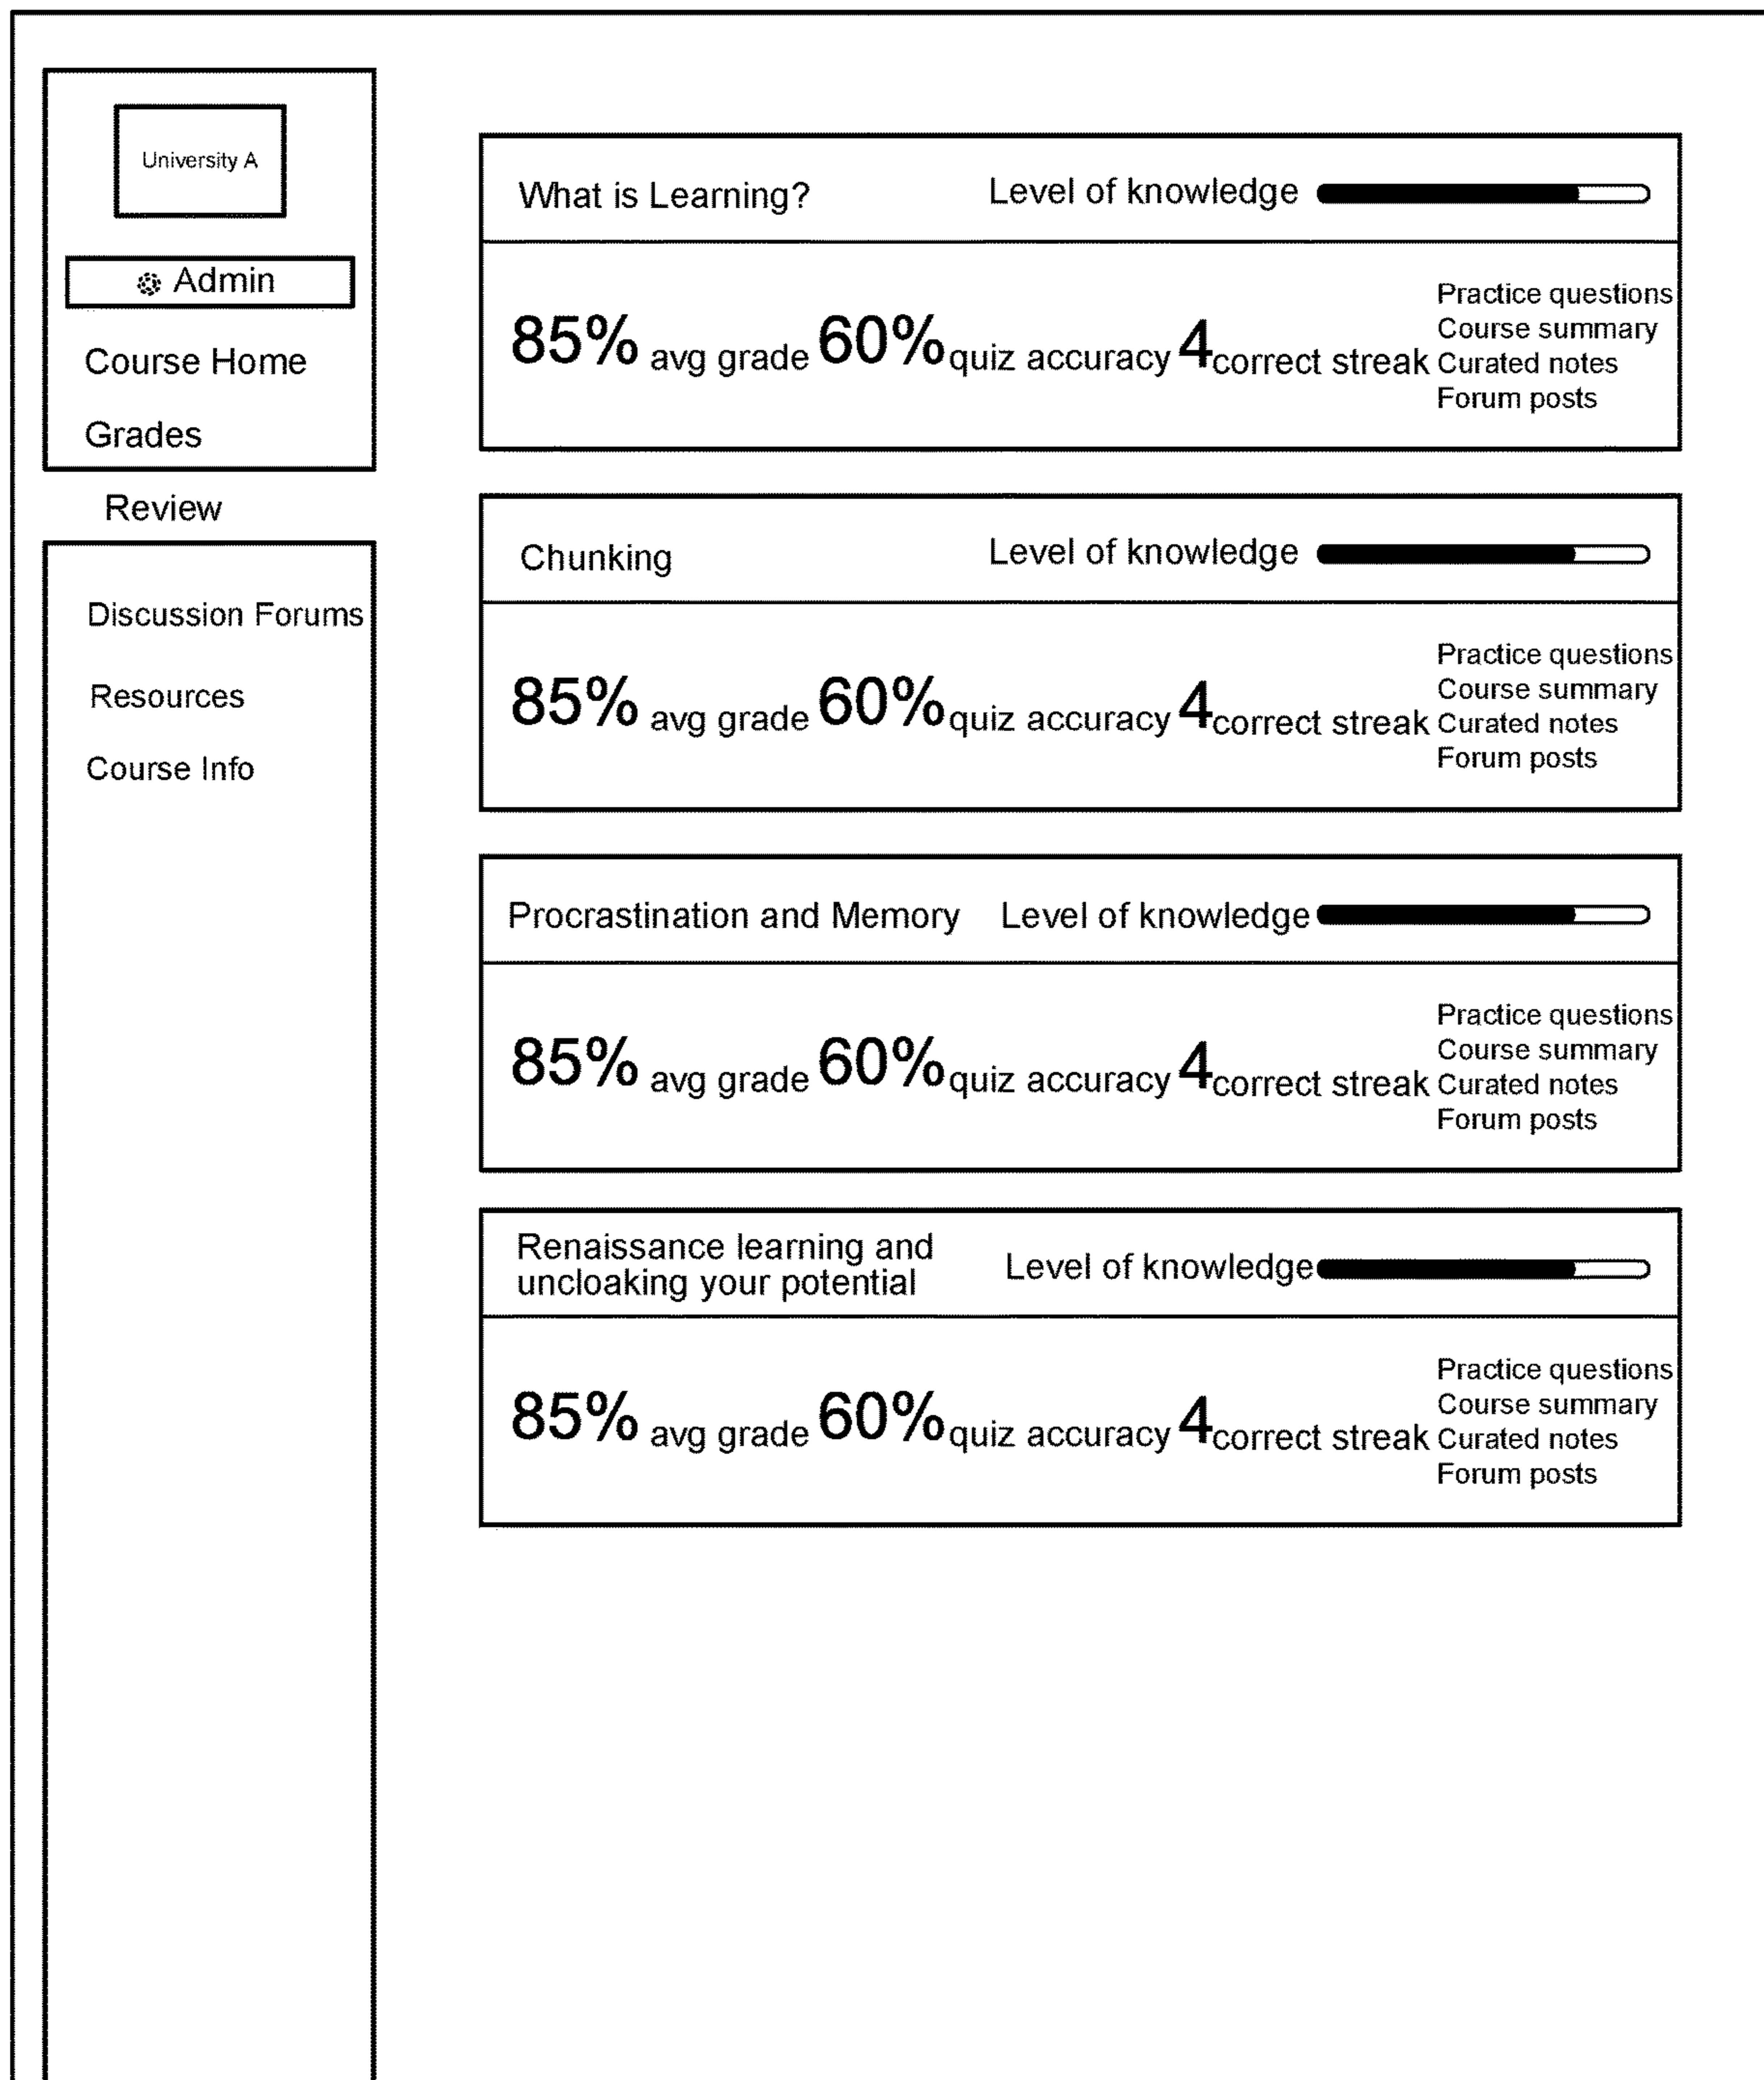 University A
Admin
Course Home
Grades
Review
Discussion Forums
Resources
Course Info
What is Learning?
Level of knowledge
85% avg grade 60% quiz accuracy 4 correct streak
Practice questions
Course summary
Curated notes
Forum posts
Chunking
Level of knowledge
85% avg grade 60% quiz accuracy 4 correct streak
Practice questions
Course summary
Curated notes
Forum posts
Procrastination and Memory
Level of knowledge
85% avg grade 60% quiz accuracy 4 correct streak
Practice questions
Course summary
Curated notes
Forum posts
Renaissance learning and
uncloaking your potential
Level of knowledge
85% avg grade 60% quiz accuracy 4 correct streak
Practice questions
Course summary
Curated notes
Forum posts